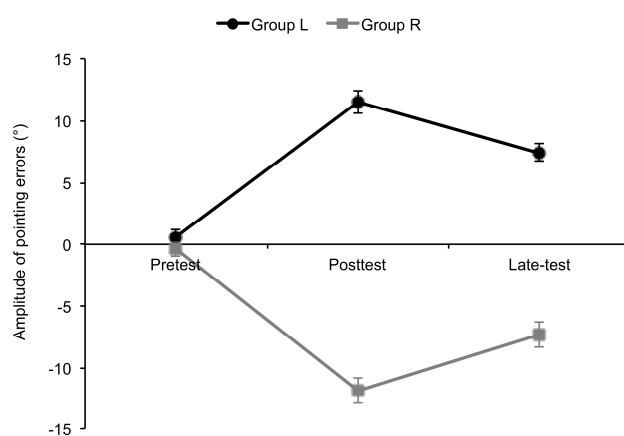 Group L Group R
Amplitude of pointing errors (°)
15
10
5
0
-5
-10
-15
Pretest Posttest Late-test